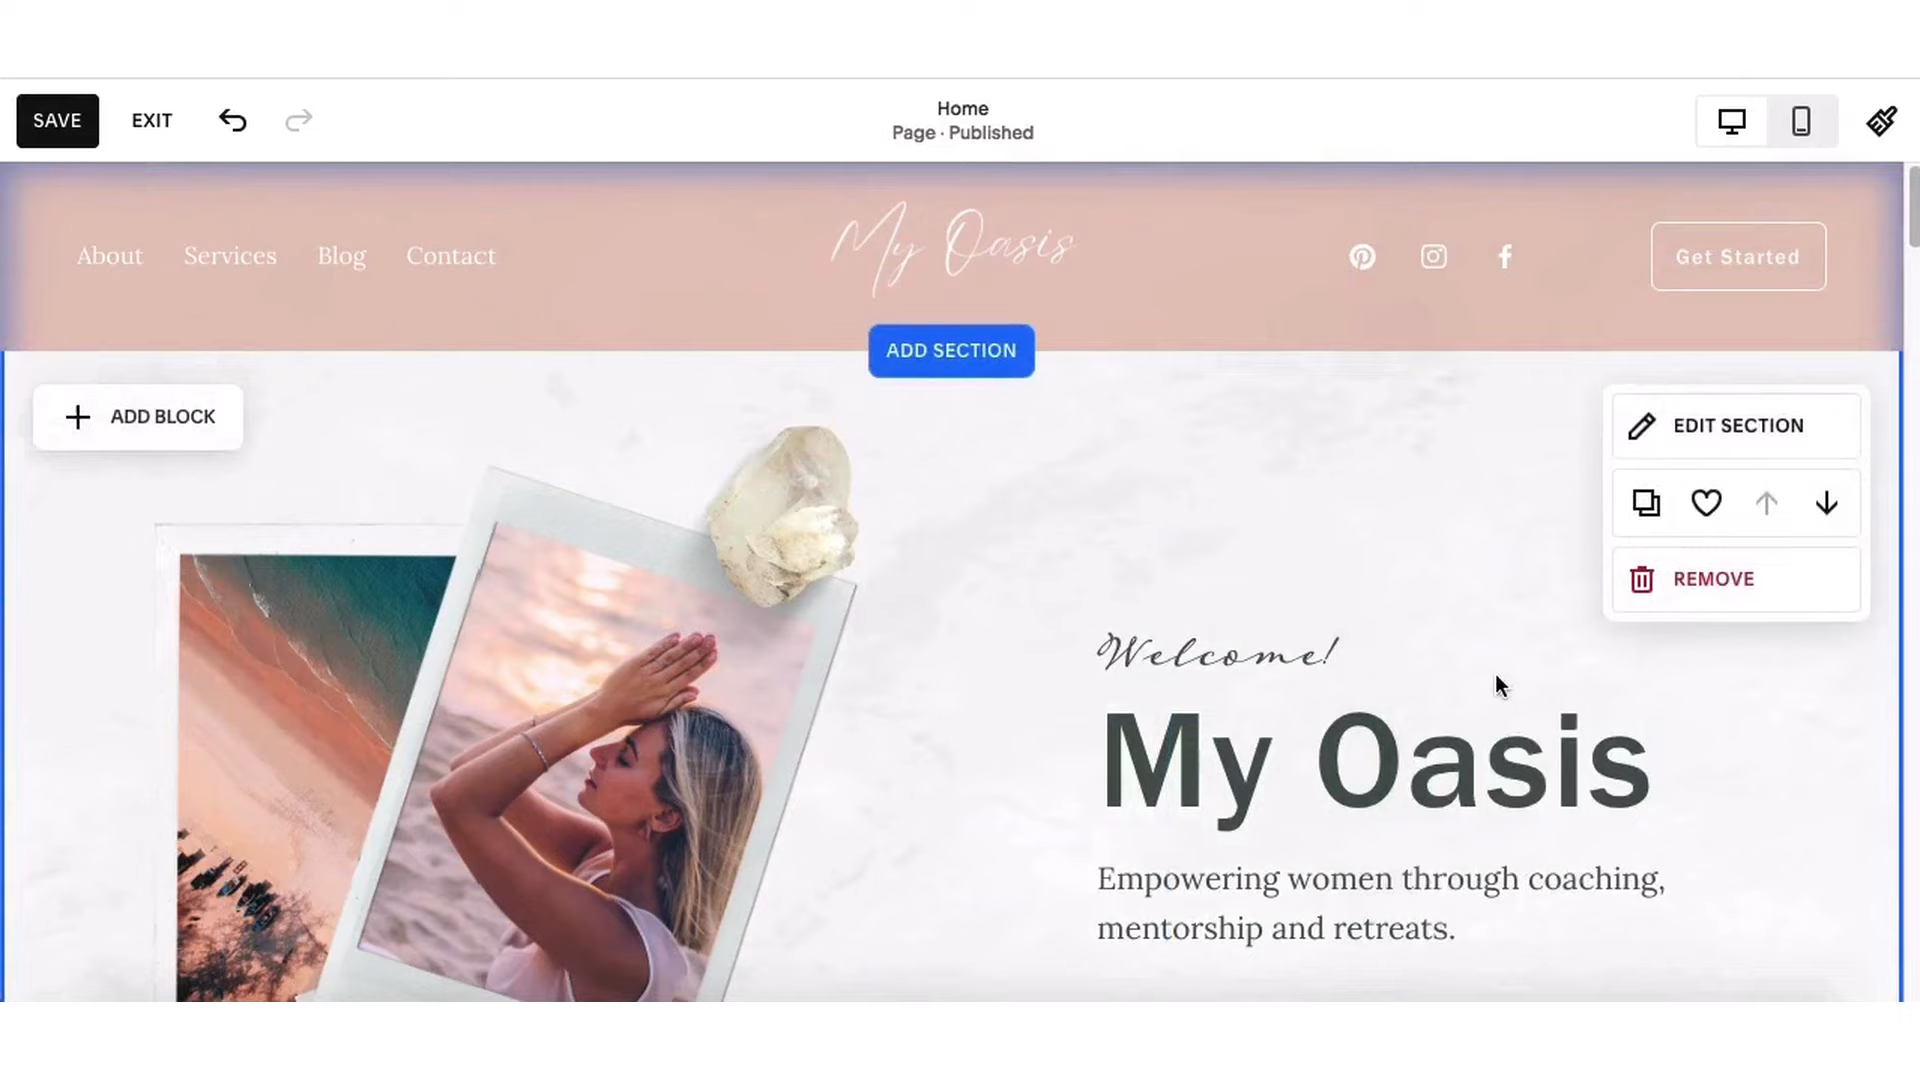 SAVE
EXIT
Home
Page · Published
About
Services
Blog
Contact
My Oasis
Get Started
ADD SECTION
ADD BLOCK
EDIT SECTION
REMOVE
Welcome!
My Oasis
Empowering women through coaching,
mentorship and retreats.